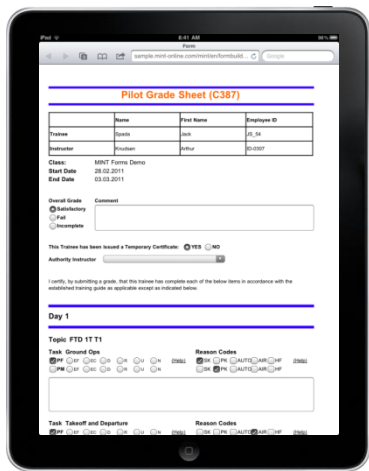 iPad
8:41 AM
98%
Form
sample.mint-online.com/mint/en/formbuild...
Google
Pilot Grade Sheet (C387)
Name First Name Employee ID
Trainee Spada Jack JS_54
Instructor Knudsen Arthur ID-0307
Class: MINT Forms Demo
Start Date 28.02.2011
End Date 03.03.2011
Overall Grade Comment
Satisfactory
Fail
Incomplete
This Trainee has been issued a Temporary Certificate: YES NO
Authority Instructor
I certify, by submitting a grade, that this trainee has complete each of the below items in accordance with the
established training guide as applicable except as indicated below.
Day 1
Topic FTD 1T T1
Task Ground Ops Reason Codes
PF EF EC D R U N (Help) SK PK AUTO AIR HF (Help)
PM EF EC D R U N SK PK AUTO AIR HF
Task Takeoff and Departure Reason Codes
PF EF EC D R U N (Help) SK PK AUTO AIR HF (Help)